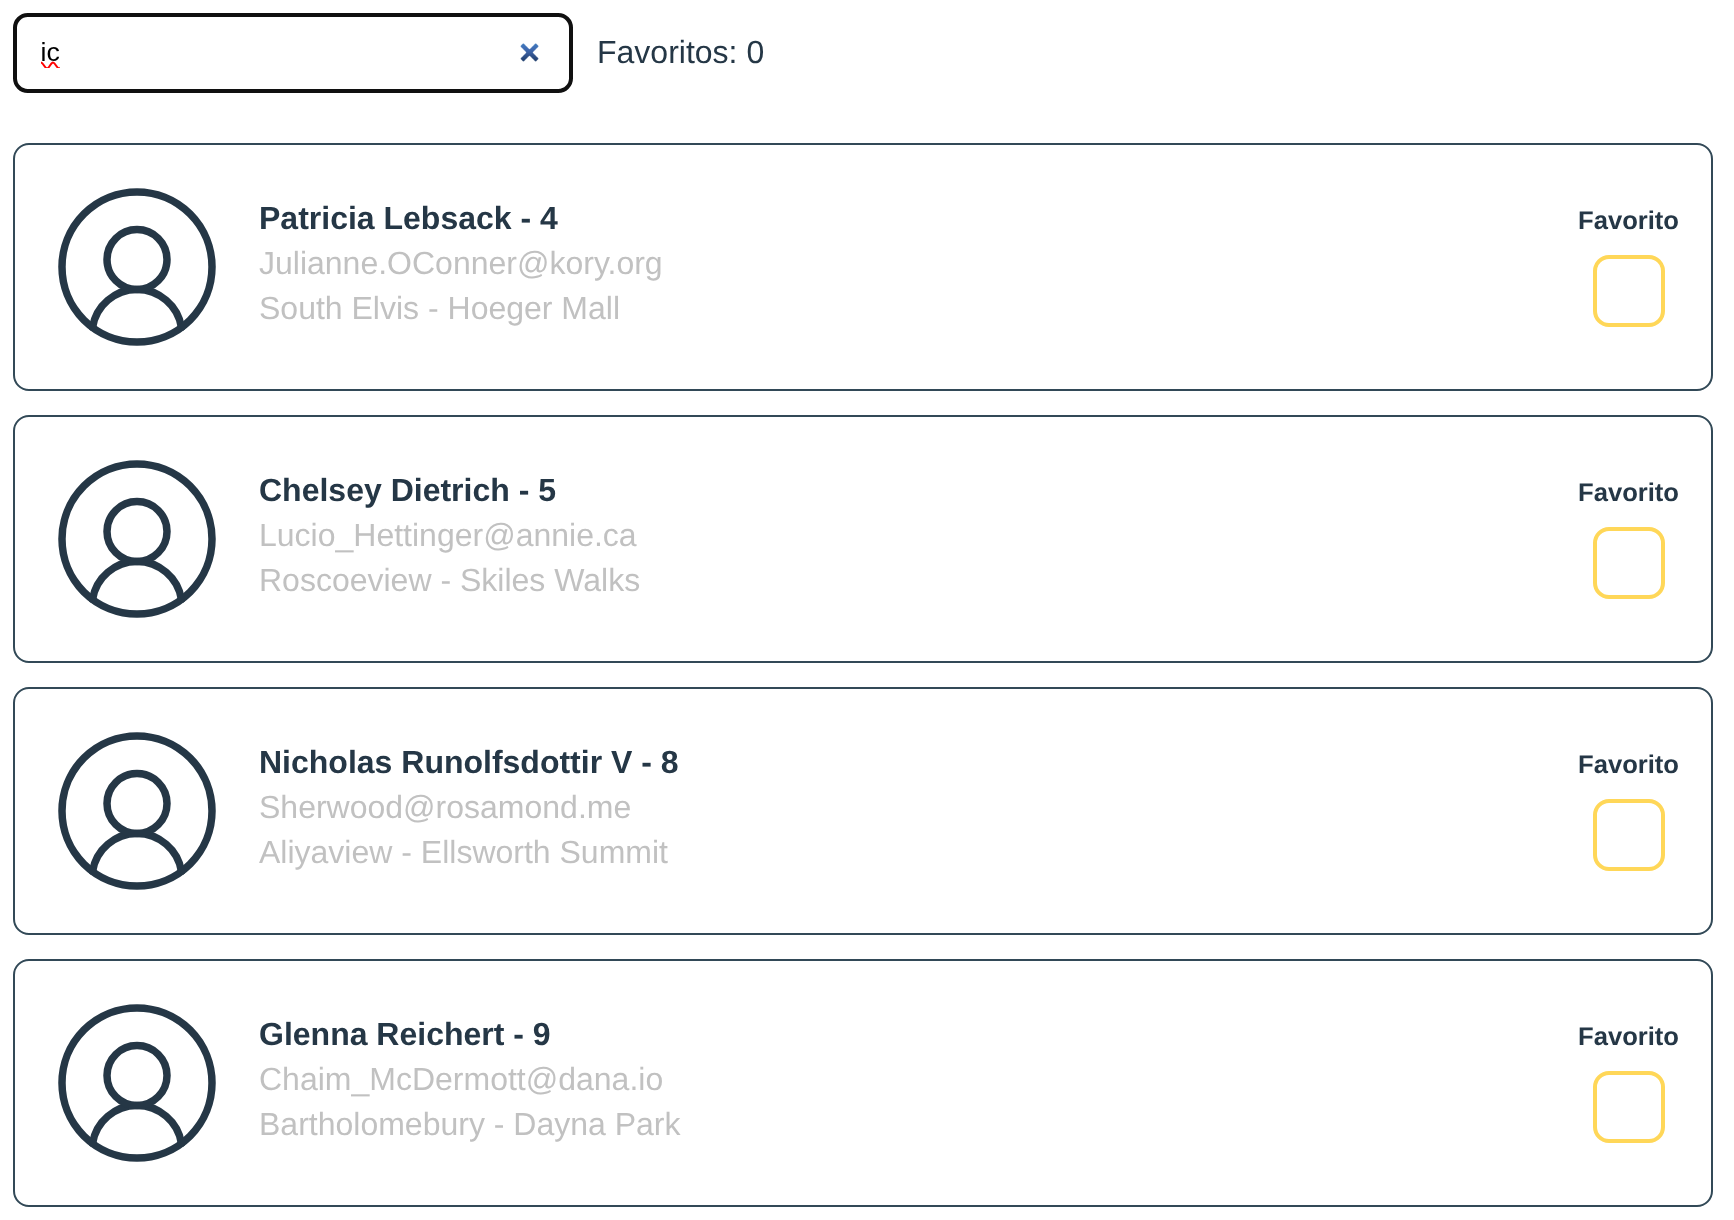 ic
Favoritos: 0
Patricia Lebsack - 4
Julianne.OConner@kory.org
South Elvis - Hoeger Mall
Favorito
Chelsey Dietrich - 5
Lucio_Hettinger@annie.ca
Roscoeview - Skiles Walks
Favorito
Nicholas Runolfsdottir V - 8
Sherwood@rosamond.me
Aliyaview - Ellsworth Summit
Favorito
Glenna Reichert - 9
Chaim_McDermott@dana.io
Bartholomebury - Dayna Park
Favorito